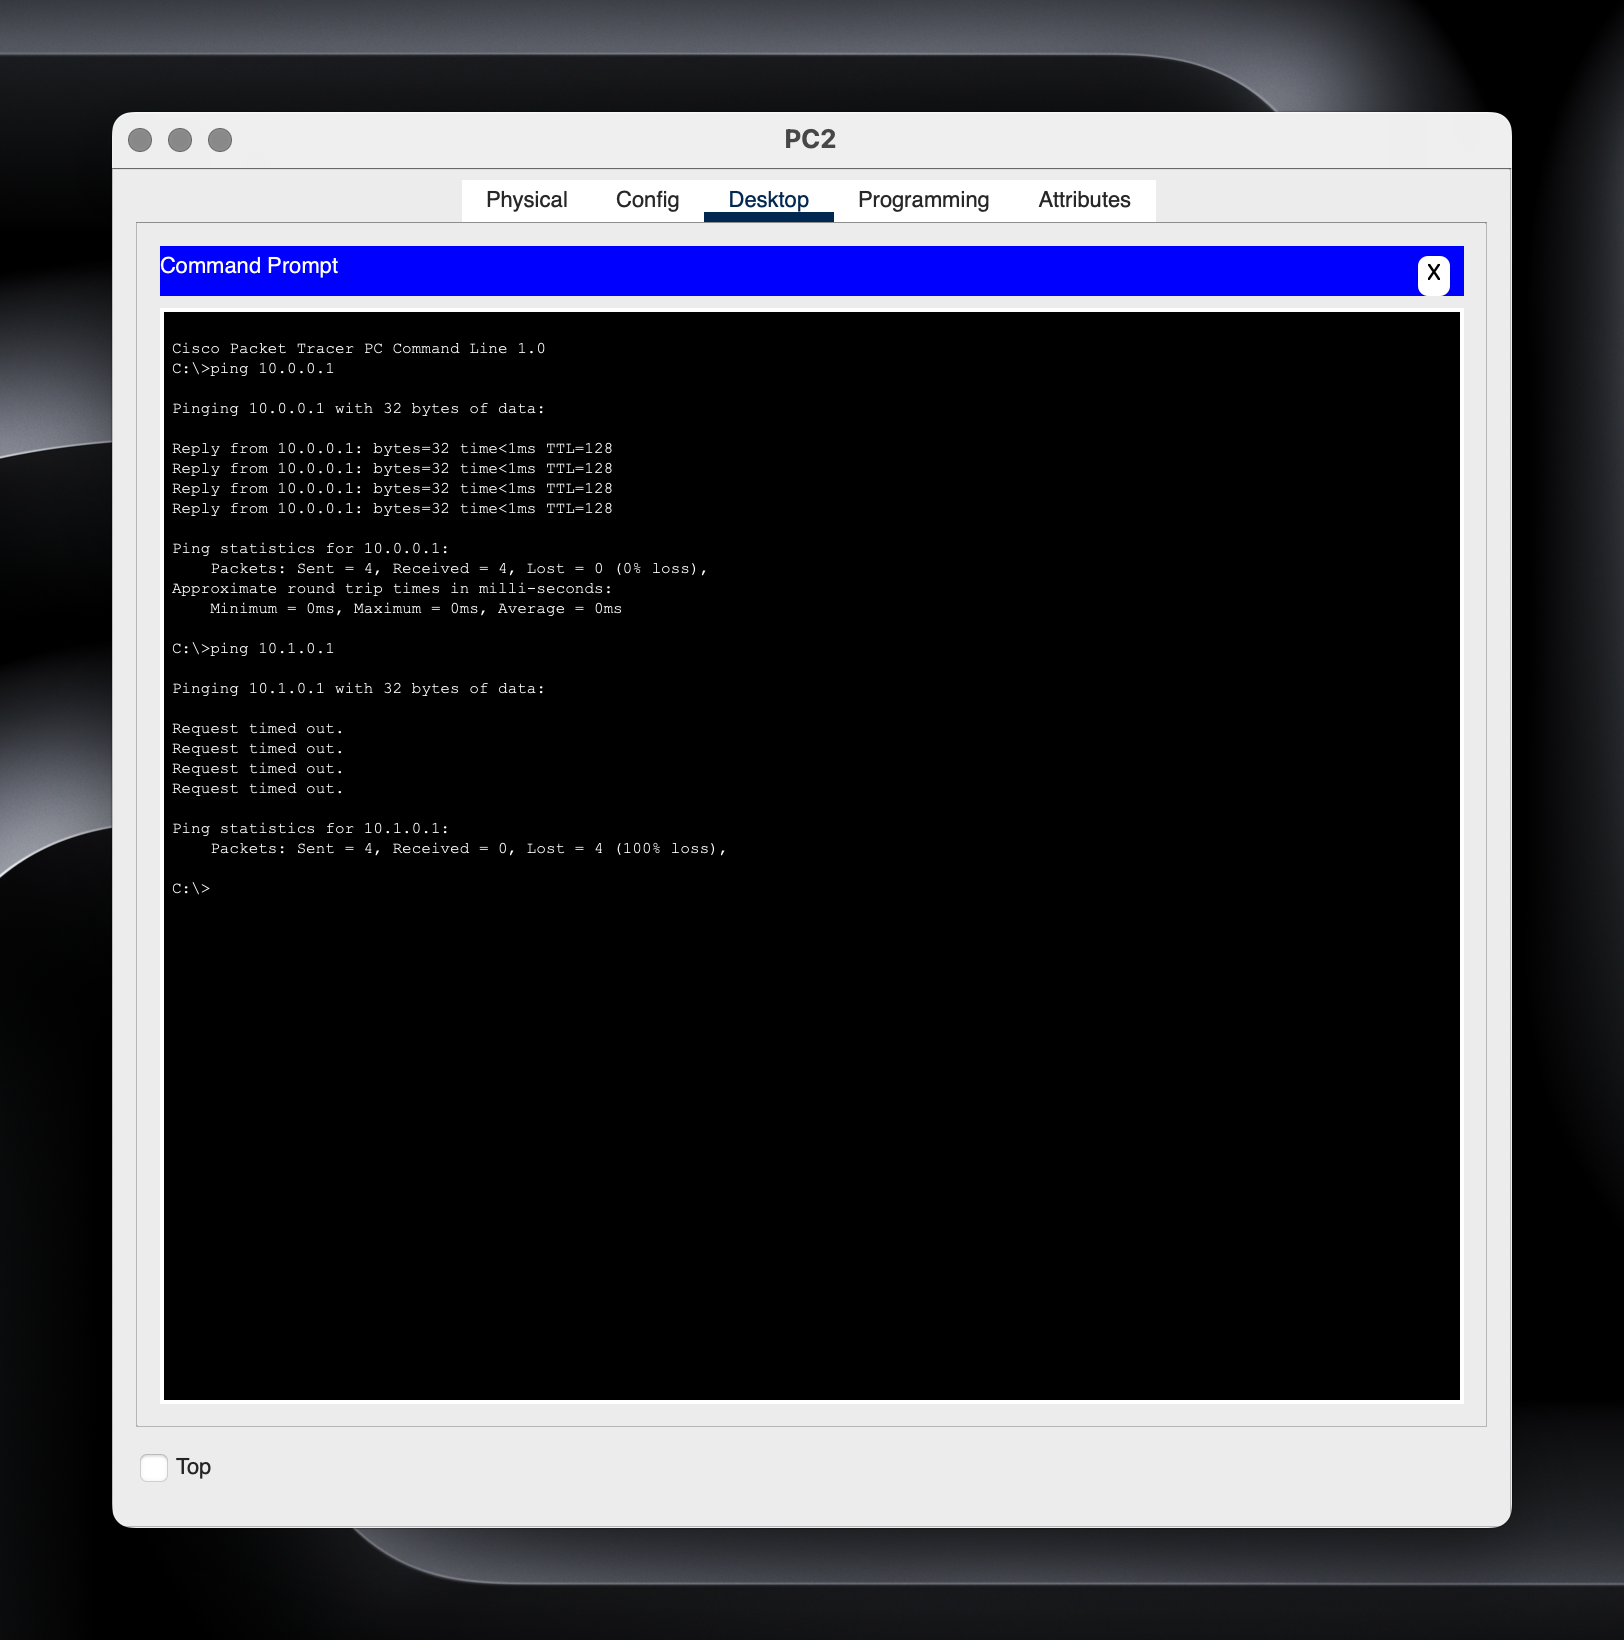 PC2
Physical Config Desktop Programming Attributes
Command Prompt
X
Cisco Packet Tracer PC Command Line 1.0
C:\>ping 10.0.0.1
Pinging 10.0.0.1 with 32 bytes of data:
Reply from 10.0.0.1: bytes=32 time<1ms TTL=128
Reply from 10.0.0.1: bytes=32 time<1ms TTL=128
Reply from 10.0.0.1: bytes=32 time<1ms TTL=128
Reply from 10.0.0.1: bytes=32 time<1ms TTL=128
Ping statistics for 10.0.0.1:
    Packets: Sent = 4, Received = 4, Lost = 0 (0% loss),
Approximate round trip times in milli-seconds:
    Minimum = 0ms, Maximum = 0ms, Average = 0ms
C:\>ping 10.1.0.1
Pinging 10.1.0.1 with 32 bytes of data:
Request timed out.
Request timed out.
Request timed out.
Request timed out.
Ping statistics for 10.1.0.1:
    Packets: Sent = 4, Received = 0, Lost = 4 (100% loss),
C:\>
Top